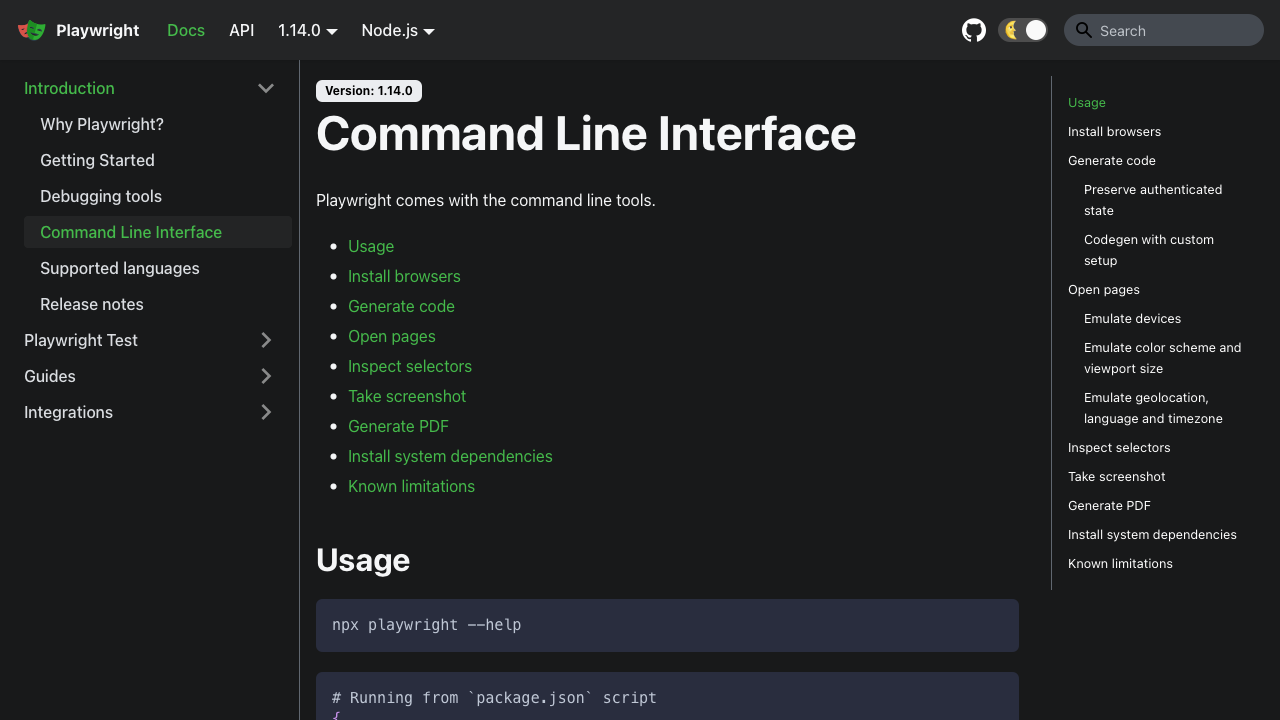 Playwright
Docs
API
1.14.0
Node.js
Search
Introduction
Why Playwright?
Getting Started
Debugging tools
Command Line Interface
Supported languages
Release notes
Playwright Test
Guides
Integrations
Version: 1.14.0
Command Line Interface
Playwright comes with the command line tools.
Usage
Install browsers
Generate code
Open pages
Inspect selectors
Take screenshot
Generate PDF
Install system dependencies
Known limitations
Usage
npx playwright --help
# Running from `package.json` script
{
Usage
Install browsers
Generate code
Preserve authenticated
state
Codegen with custom
setup
Open pages
Emulate devices
Emulate color scheme and
viewport size
Emulate geolocation,
language and timezone
Inspect selectors
Take screenshot
Generate PDF
Install system dependencies
Known limitations